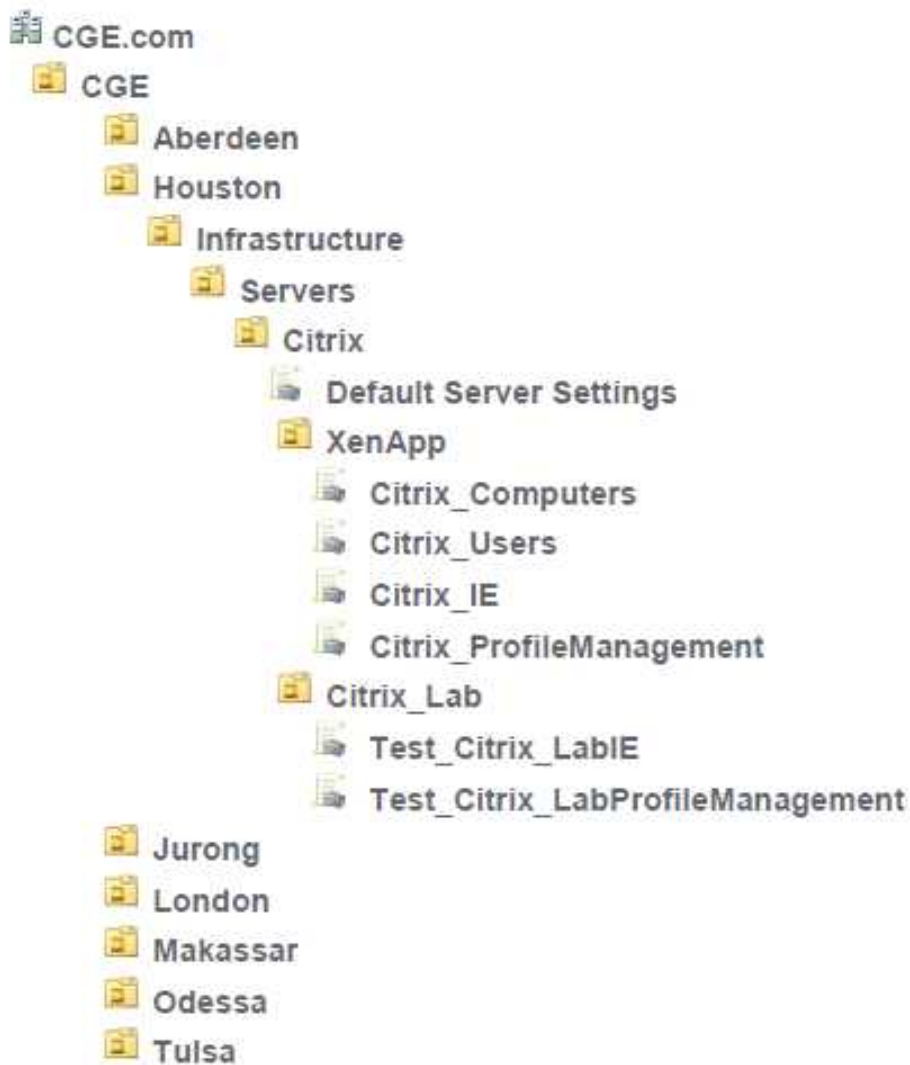 CGE.com
CGE
Aberdeen
Houston
Infrastructure
Servers
Citrix
Default Server Settings
XenApp
Citrix_Computers
Citrix_Users
Citrix_IE
Citrix_ProfileManagement
Citrix_Lab
Test_Citrix_LabIE
Test_Citrix_LabProfileManagement
Jurong
London
Makassar
Odessa
Tulsa